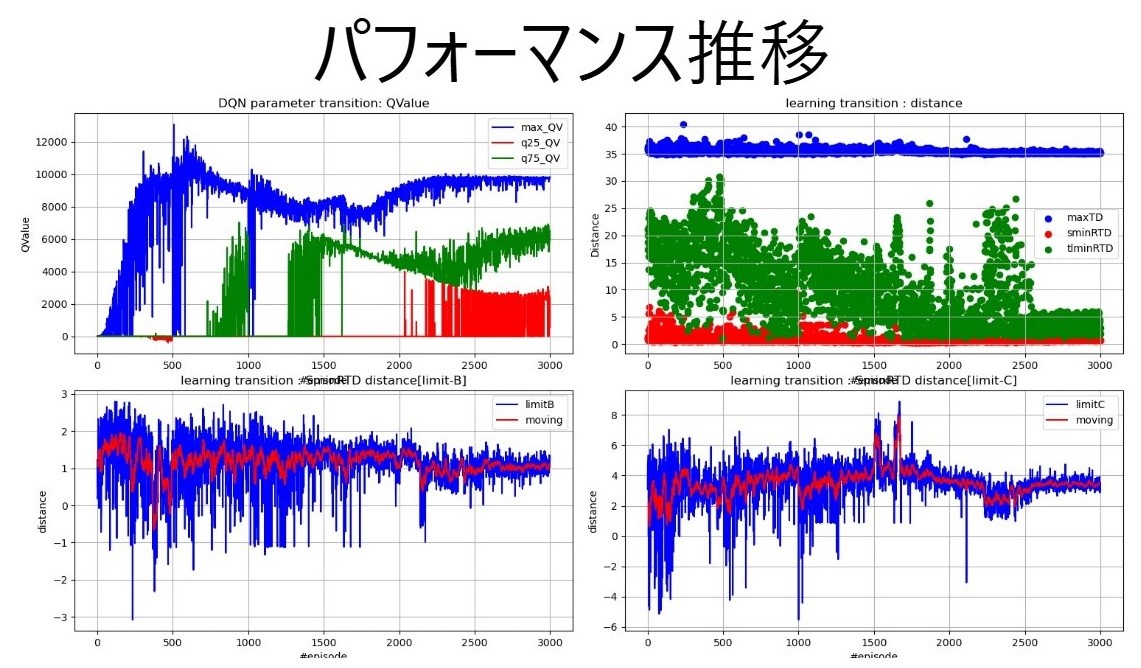 パフォーマンス推移
DQN parameter transition: QValue
max_QV
q25_QV
q75_QV
QValue
12000
10000
8000
6000
4000
2000
0
0 500 1000 1500 2000 2500 3000
learning transition : distance
maxTD
sminRTD
tlminRTD
Distance
40
35
30
25
20
15
10
5
0
0 500 1000 1500 2000 2500 3000
learning transition : SminRTD distance[limit-B]
#episode
limitB
moving
distance
3
2
1
0
−1
−2
−3
0 500 1000 1500 2000 2500 3000
#episode
learning transition : SminRTD distance[limit-C]
#episode
limitC
moving
distance
8
6
4
2
0
−2
−4
−6
0 500 1000 1500 2000 2500 3000
#episode